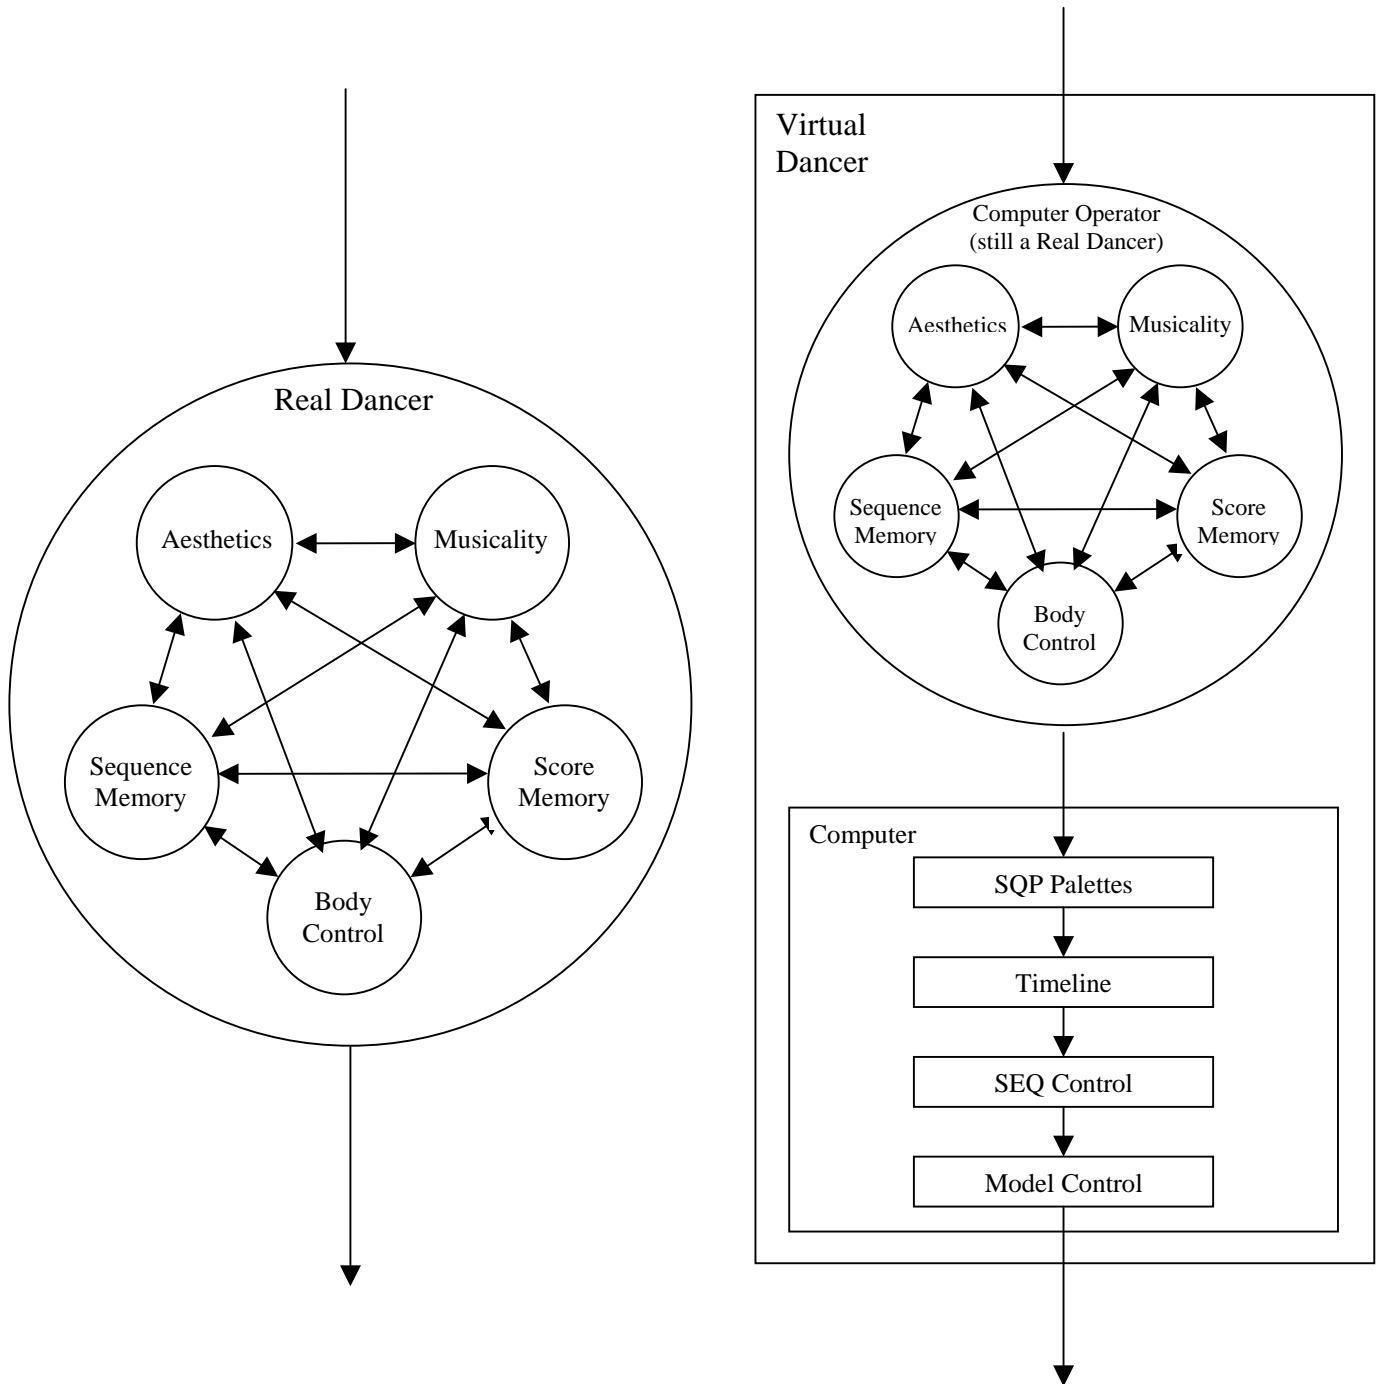 Real Dancer
Aesthetics
Musicality
Sequence
Memory
Score
Memory
Body
Control
Virtual
Dancer
Computer Operator
(still a Real Dancer)
Aesthetics
Musicality
Sequence
Memory
Score
Memory
Body
Control
Computer
SQP Palettes
Timeline
SEQ Control
Model Control